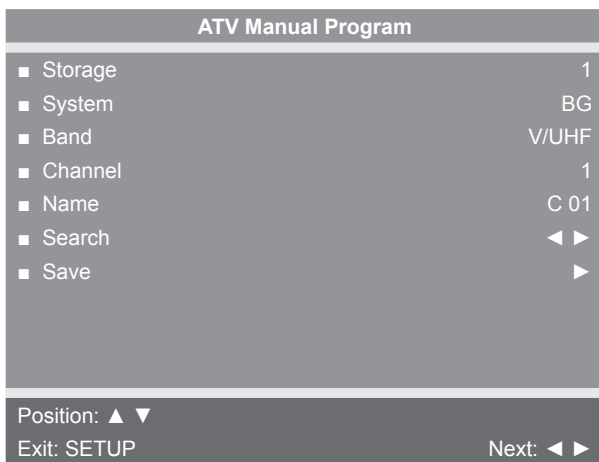 ATV Manual Program
■ Storage 1
■ System BG
■ Band V/UHF
■ Channel 1
■ Name C 01
■ Search ◄ ►
■ Save ►
Position: ▲ ▼
Exit: SETUP Next: ◄ ►